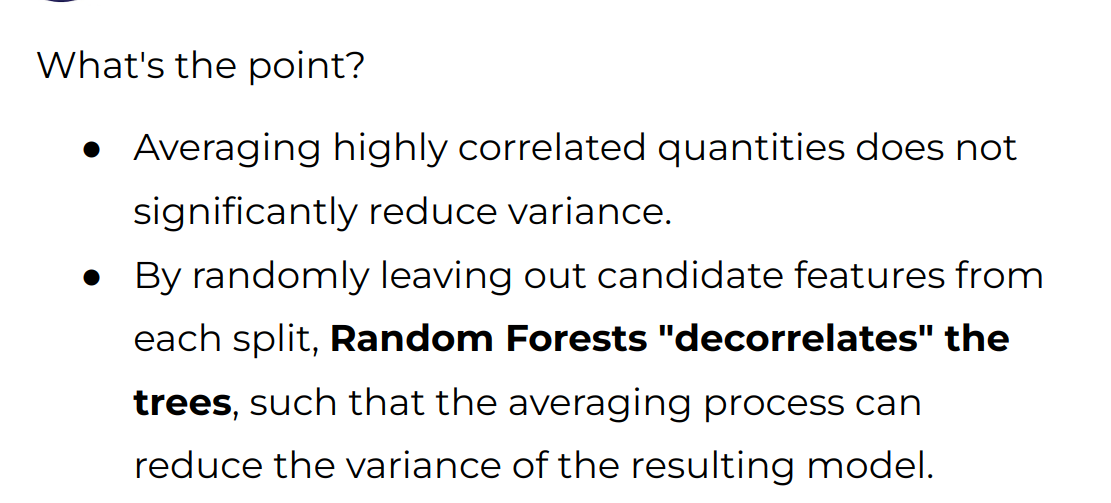 What's the point?
● Averaging highly correlated quantities does not
significantly reduce variance.
● By randomly leaving out candidate features from
each split, Random Forests "decorrelates" the
trees, such that the averaging process can
reduce the variance of the resulting model.